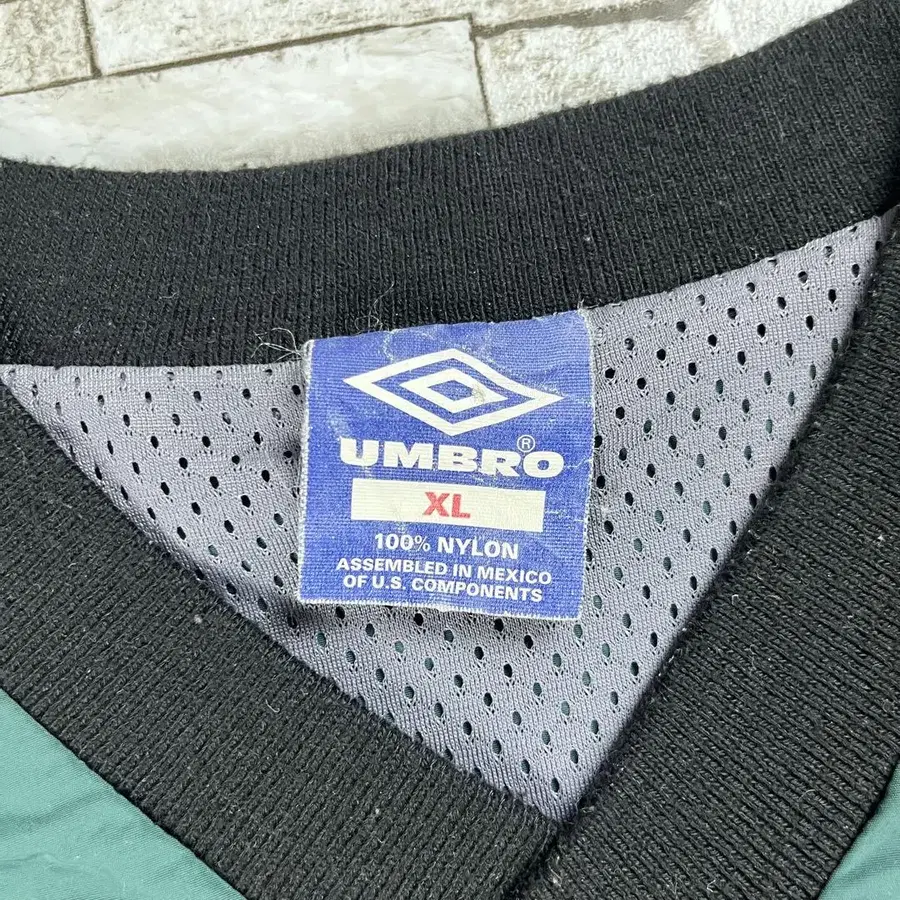 UMBRO®
XL
100% NYLON
ASSEMBLED IN MEXICO
OF U.S. COMPONENTS